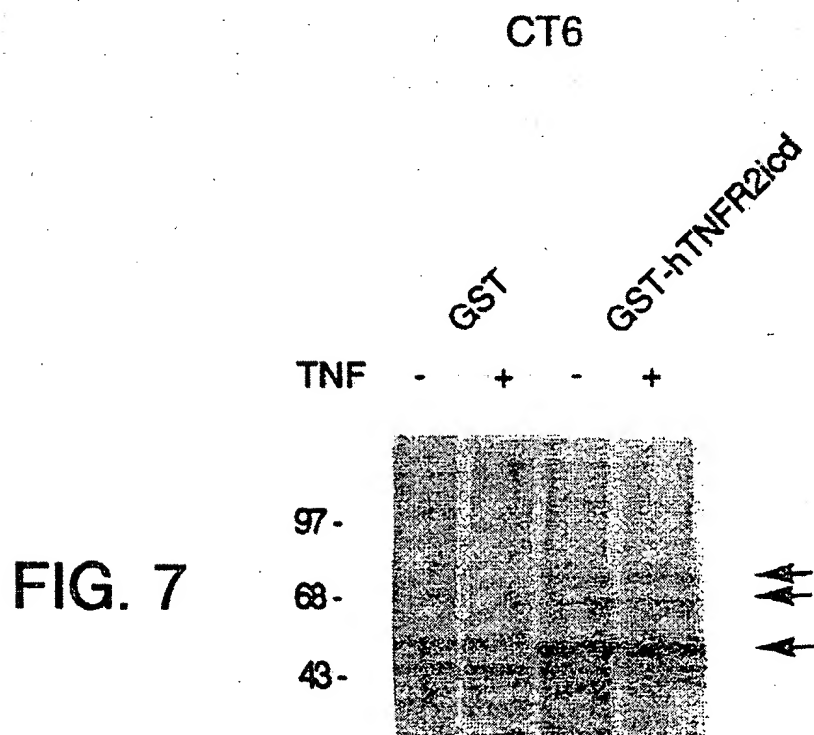 CT6
GST
GST-hTNFR2icd
TNF - + - +
97-
FIG. 7
68-
43-